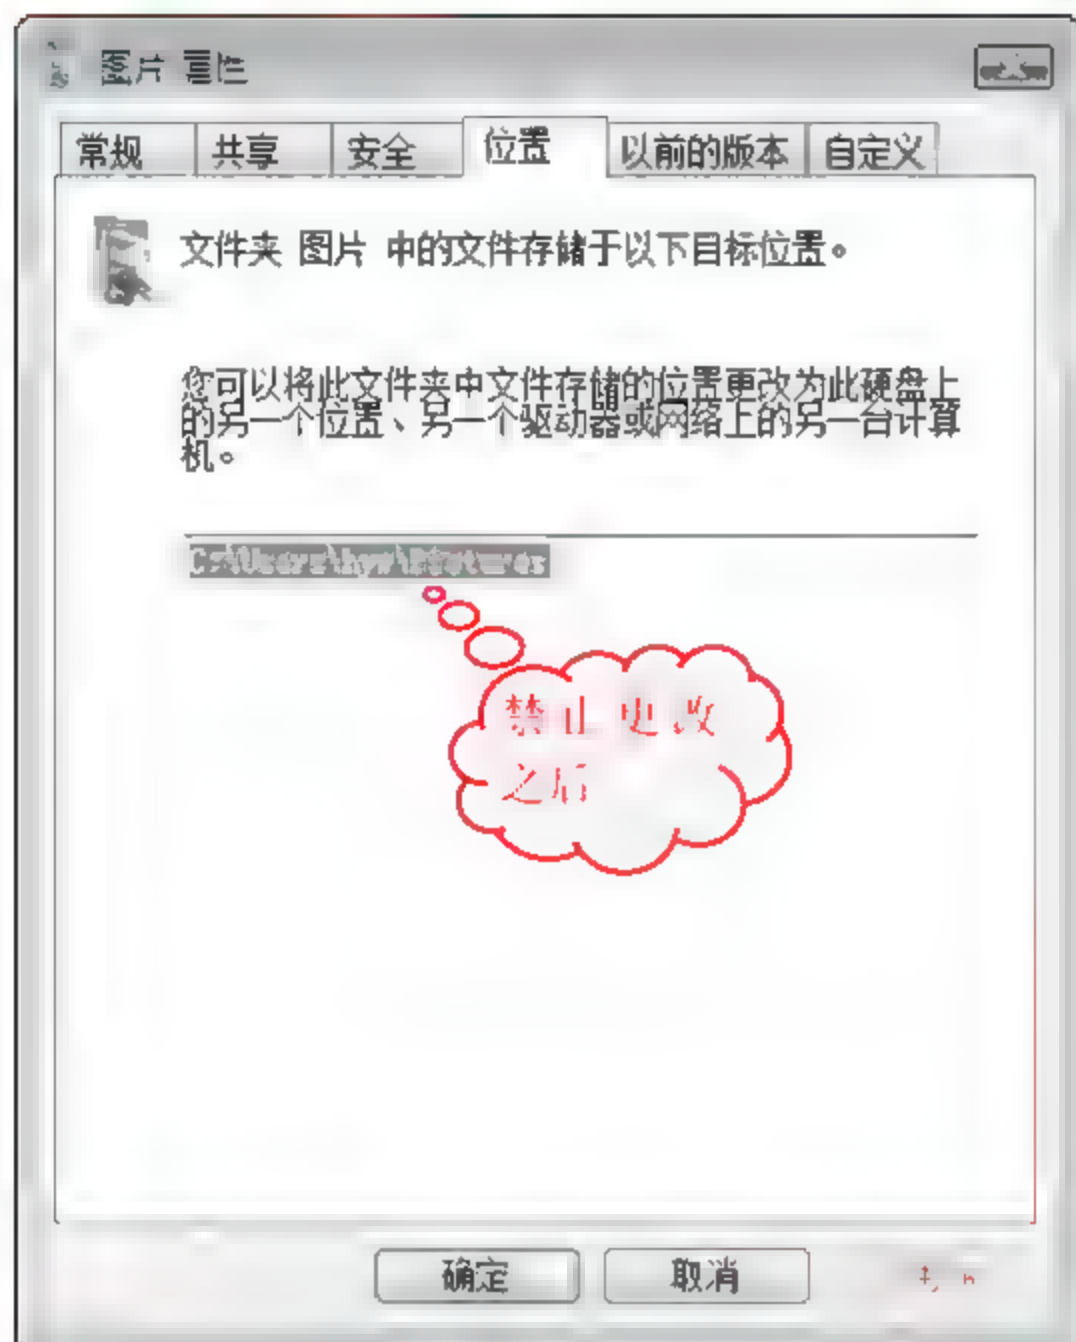 图片 属性
常规 共享 安全 位置 以前的版本 自定义
文件夹 图片 中的文件存储于以下目标位置。
您可以将此文件夹中文件存储的位置更改为此硬盘上
的另一个位置、另一个驱动器或网络上的另一台计算
机。
禁止更改
之后
确定 取消